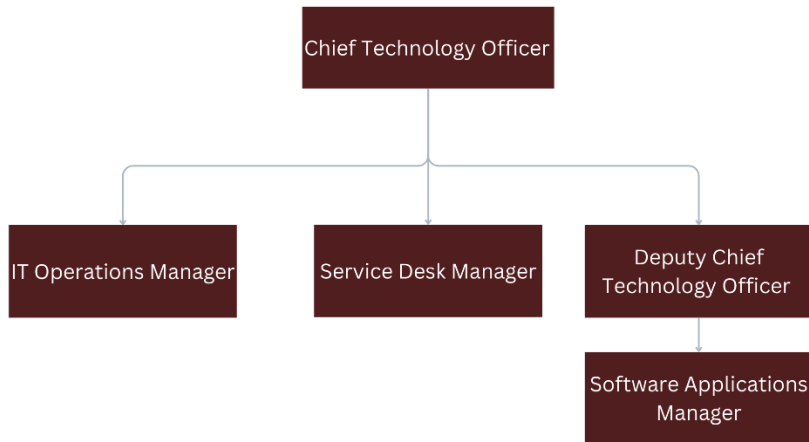 Chief Technology Officer
IT Operations Manager
Service Desk Manager
Deputy Chief
Technology Officer
Software Applications
Manager